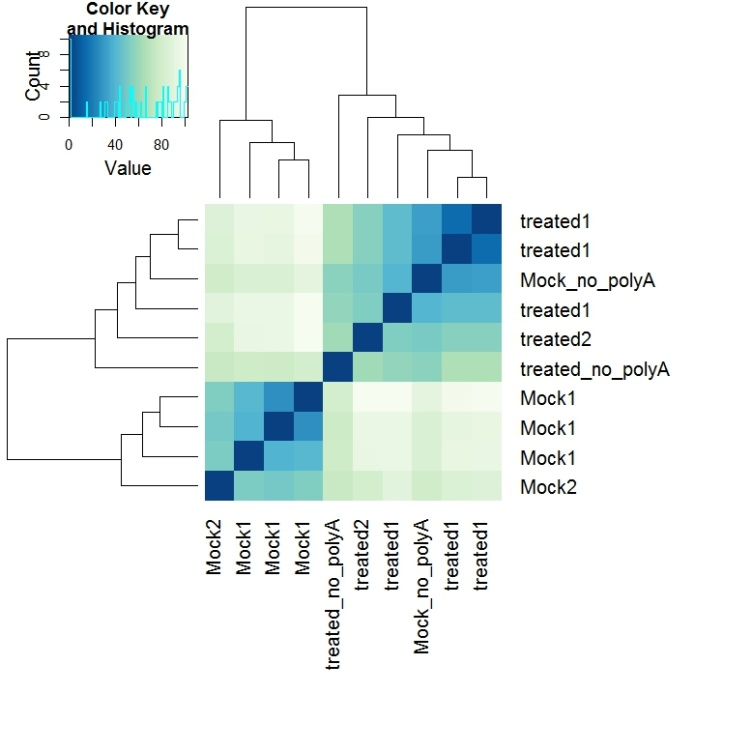 Color Key
and Histogram
Count
0 4 8
0 40 80
Value
treated1
treated1
Mock_no_polyA
treated1
treated2
treated_no_polyA
Mock1
Mock1
Mock1
Mock2
Mock2
Mock1
Mock1
Mock1
treated_no_polyA
treated2
treated1
Mock_no_polyA
treated1
treated1